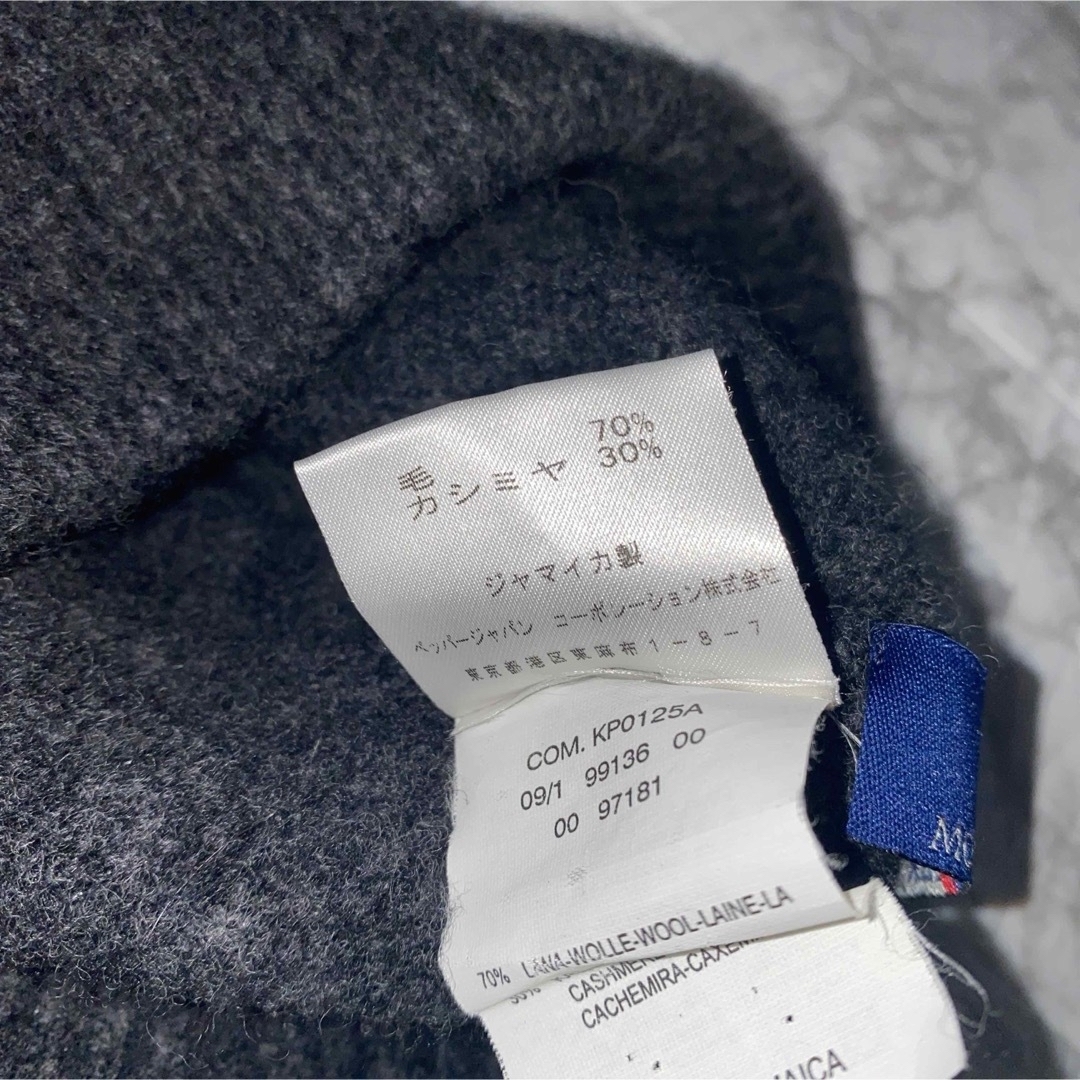 毛 70%
カシミヤ 30%
ジャマイカ製
ペッパージャパン コーポレーション株式会社
東京都港区東麻布1-8-7
COM. KP0125A
09/1 99136 00
00 97181
70% LANA-WOLLE-WOOL-LAINE-LA
CACHEMIRA-CAXEM